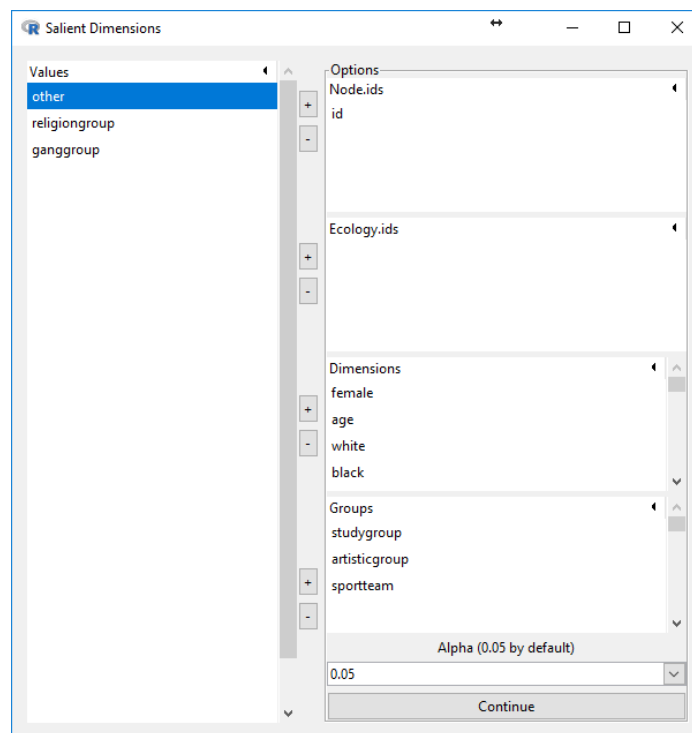 Salient Dimensions
Values
other
religiongroup
ganggroup
+
-
+
-
+
-
+
-
Options
Node.ids
id
Ecology.ids
Dimensions
female
age
white
black
Groups
studygroup
artisticgroup
sportteam
Alpha (0.05 by default)
0.05
Continue